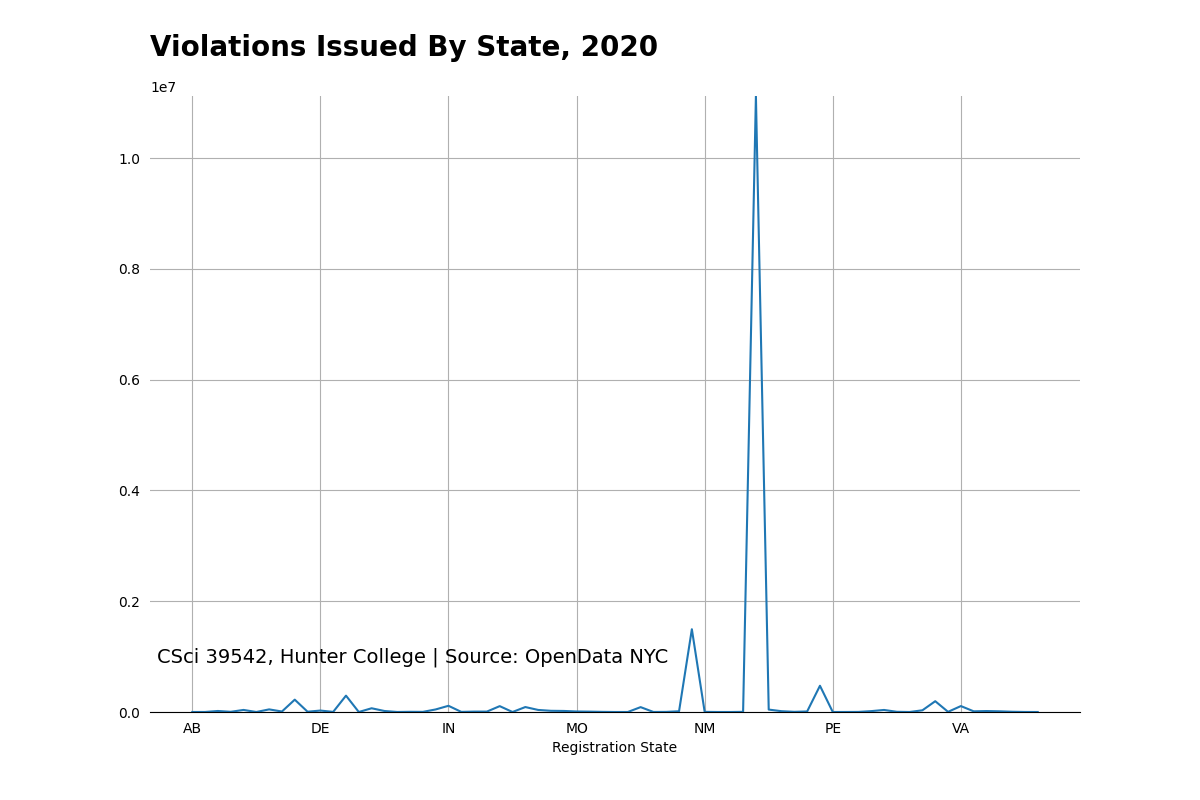 Violations Issued By State, 2020
1e7
1.0
0.8
0.6
0.4
0.2
CSci 39542, Hunter College | Source: OpenData NYC
0.0
AB DE IN MO NM PE VA
Registration State